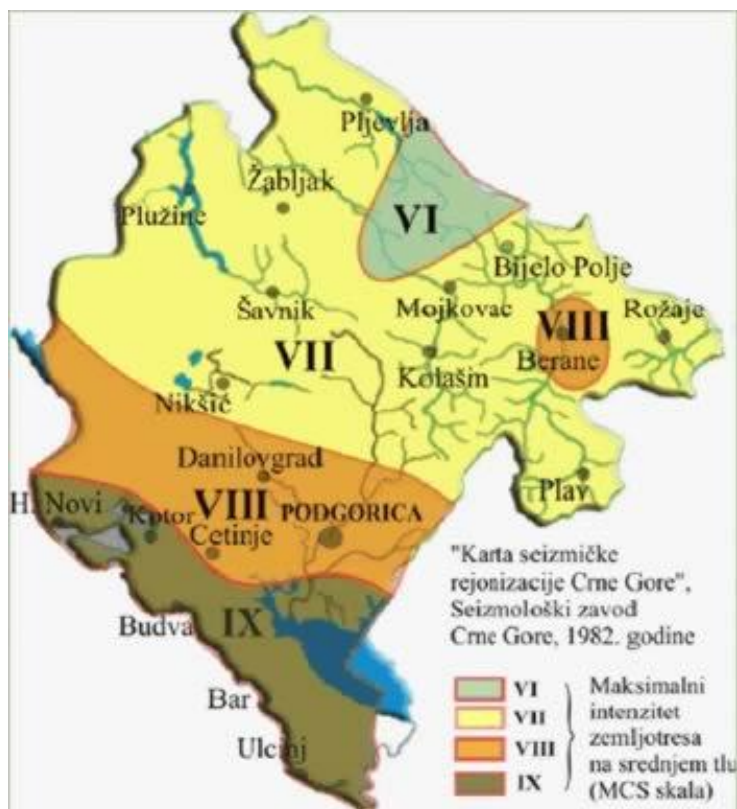 Pljevlja
Žabljak
Plužine
VI
Bijelo Polje
Šavnik
Mojkovac
VIII
Rožaje
VII
Berane
Kolašin
Nikšić
Danilovgrad
Plav
VIII
H. Novi
Kotor
PODGORICA
Cetinje
"Karta seizmičke
rejonizacije Crne Gore",
Seizmološki zavod
Crne Gore, 1982. godine
Budva
IX
Bar
Ulcinj
VI
VII
VIII
IX
Maksimalni
intenzitet
zemljotresa
na srednjem tlu
(MCS skala)